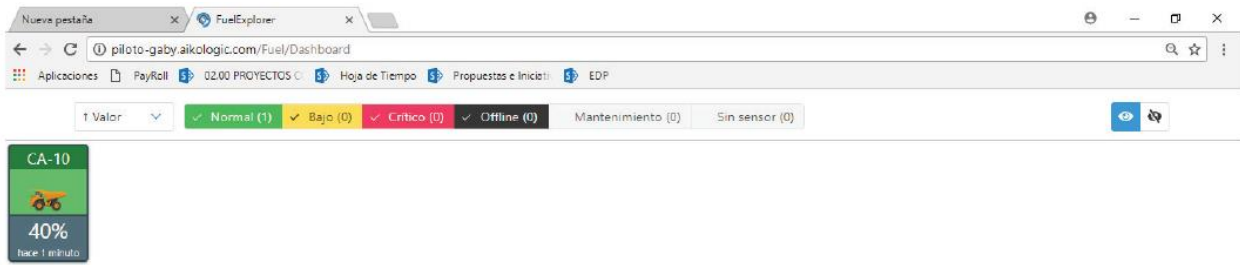 Nueva pestaña FuelExplorer
piloto-gaby.aikologic.com/Fuel/Dashboard
Aplicaciones PayRoll 02.00 PROYECTOS C Hoja de Tiempo Propuestas e Iniciati EDP
↑ Valor Normal (1) Bajo (0) Crítico (0) Offline (0) Mantenimiento (0) Sin sensor (0)
CA-10
40%
hace 1 minuto